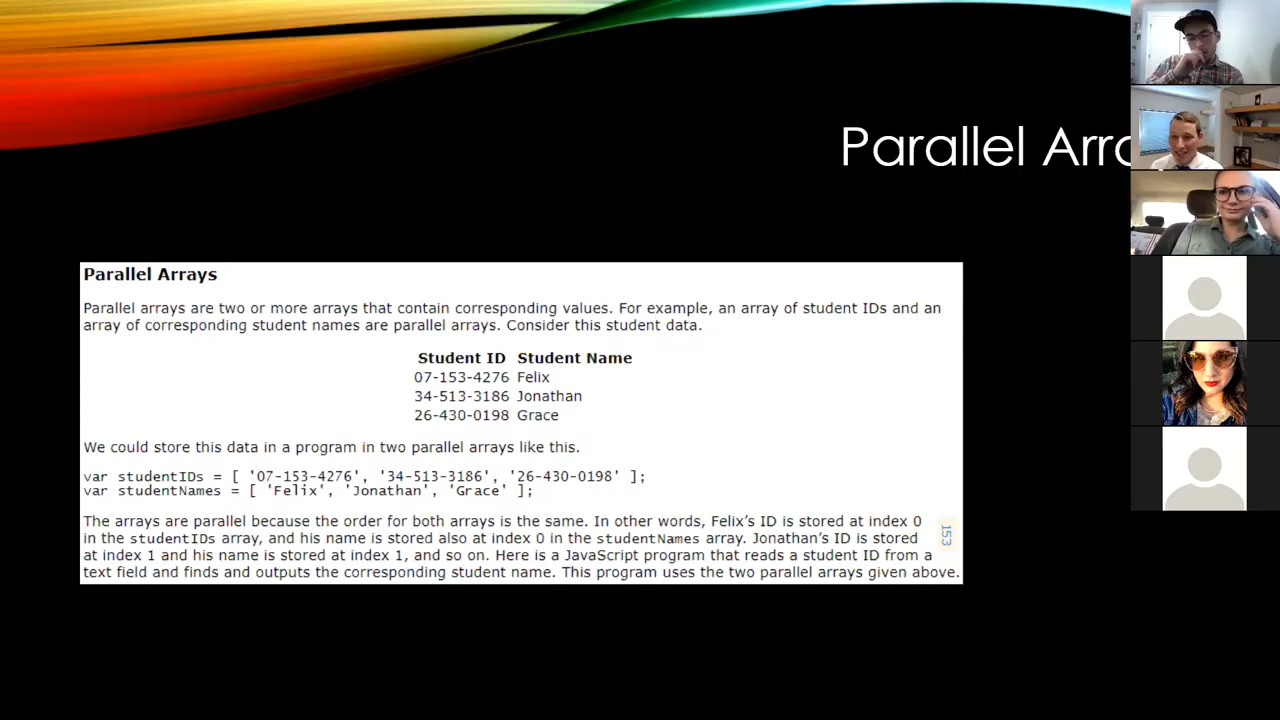 Parallel Arra
Parallel Arrays
Parallel arrays are two or more arrays that contain corresponding values. For example, an array of student IDs and an
array of corresponding student names are parallel arrays. Consider this student data.
Student ID Student Name
07-153-4276 Felix
34-513-3186 Jonathan
26-430-0198 Grace
We could store this data in a program in two parallel arrays like this.
var studentIDs = [ '07-153-4276', '34-513-3186', '26-430-0198' ];
var studentNames = [ 'Felix', 'Jonathan', 'Grace' ];
The arrays are parallel because the order for both arrays is the same. In other words, Felix's ID is stored at index 0
in the studentIDs array, and his name is stored also at index 0 in the studentNames array. Jonathan's ID is stored
at index 1 and his name is stored at index 1, and so on. Here is a JavaScript program that reads a student ID from a
text field and finds and outputs the corresponding student name. This program uses the two parallel arrays given above.
153